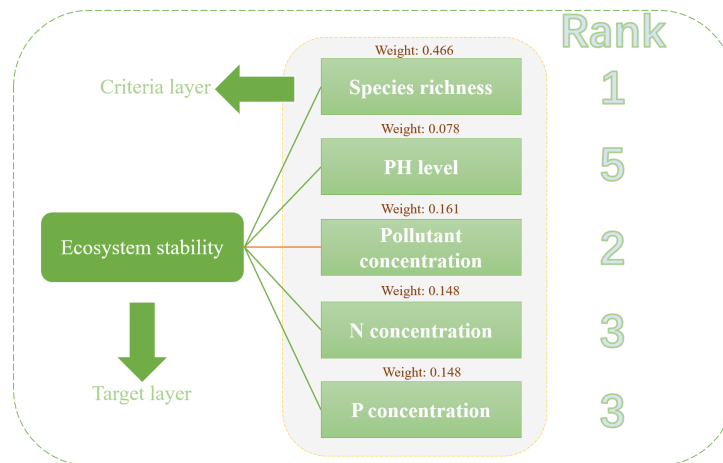 Rank
Weight: 0.466
Criteria layer
Species richness
1
Weight: 0.078
PH level
5
Weight: 0.161
Ecosystem stability
Pollutant
concentration
2
Weight: 0.148
N concentration
3
Weight: 0.148
Target layer
P concentration
3